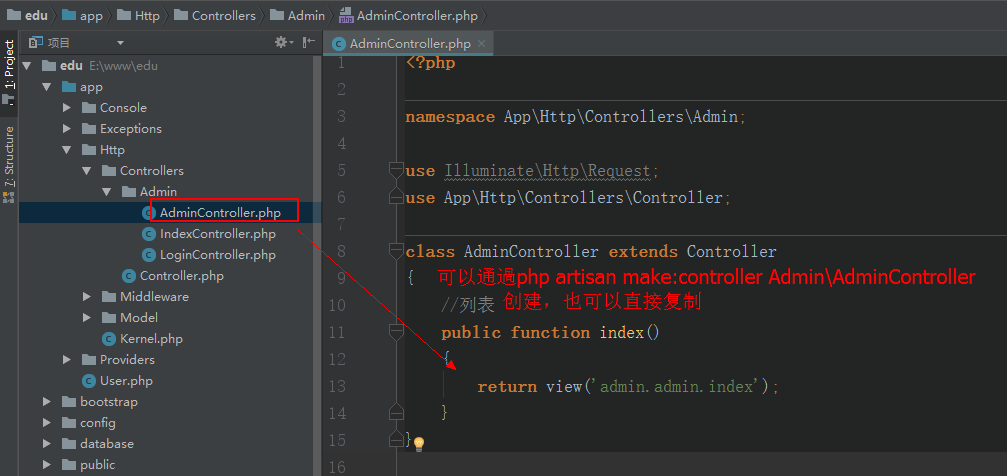 edu app Http Controllers Admin AdminController.php
1: Project
7: Structure
项目
edu E:\www\edu
app
Console
Exceptions
Http
Controllers
Admin
AdminController.php
IndexController.php
LoginController.php
Controller.php
Middleware
Model
Kernel.php
Providers
User.php
bootstrap
config
database
public
AdminController.php
1 <?php
2
3 namespace App\Http\Controllers\Admin;
4
5 use Illuminate\Http\Request;
6 use App\Http\Controllers\Controller;
7
8 class AdminController extends Controller
9 { 可以通過php artisan make:controller Admin\AdminController
10 //列表 创建，也可以直接复制
11 public function index()
12 {
13 return view('admin.admin.index');
14 }
15 }
16